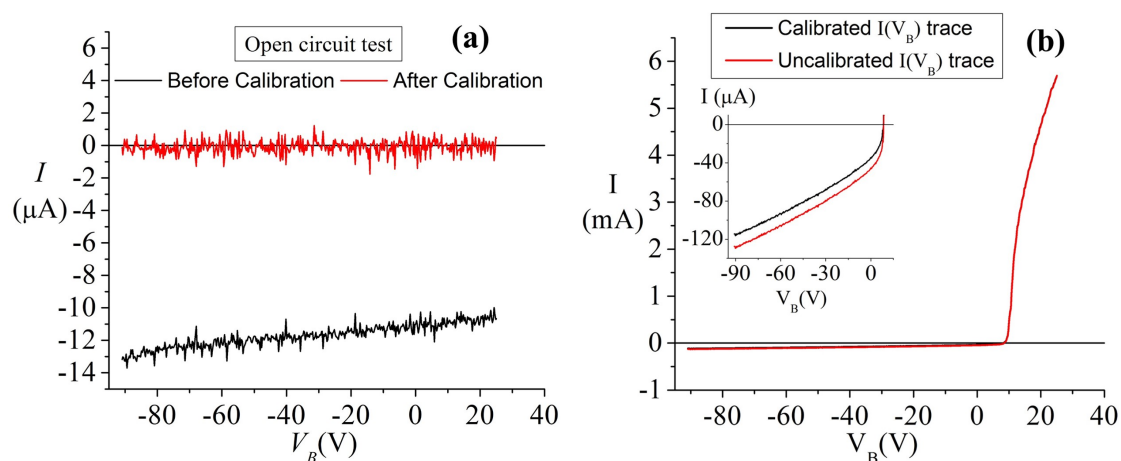 Open circuit test
(a)
Before Calibration
After Calibration
6
4
2
0
-2
-4
-6
-8
-10
-12
-14
I
(μA)
-80
-60
-40
-20
0
20
40
V_B(V)
Calibrated I(V_B) trace
Uncalibrated I(V_B) trace
(b)
6
5
4
3
2
1
0
-1
I
(mA)
I (μA)
0
-40
-80
-120
-90
-60
-30
0
V_B(V)
-80
-60
-40
-20
0
20
40
V_B(V)